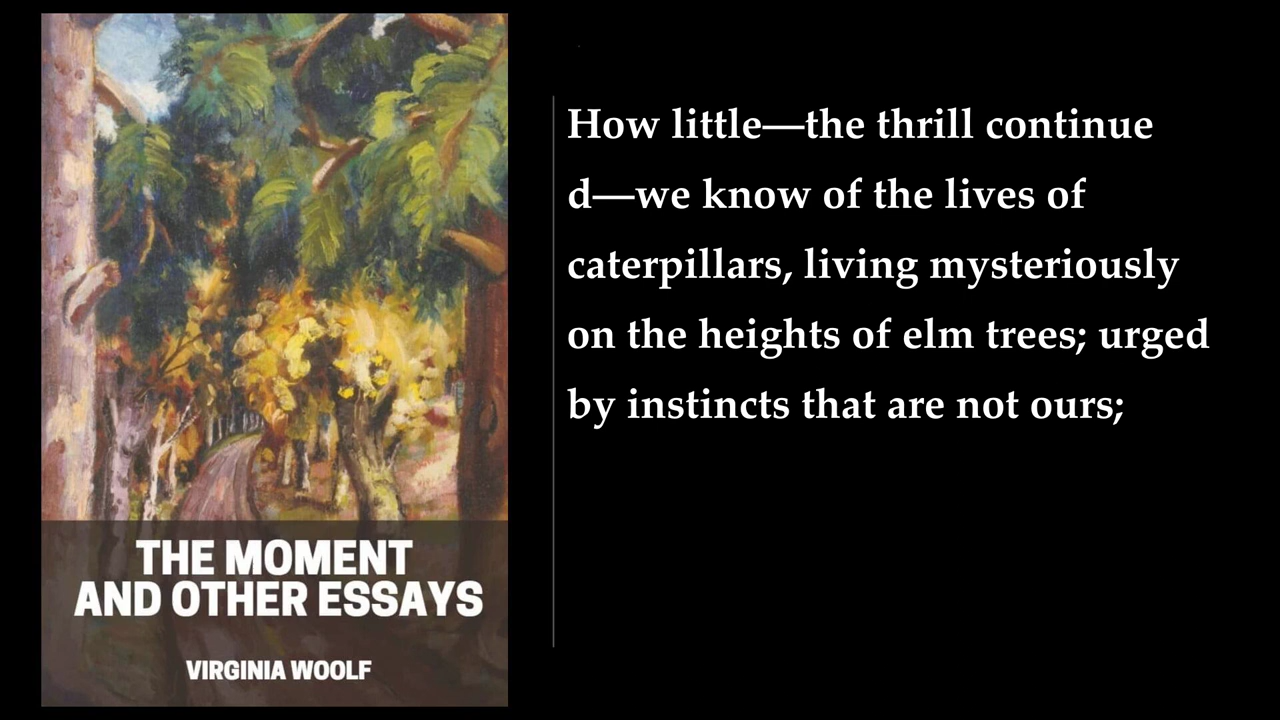 How little—the thrill continue
d—we know of the lives of
caterpillars, living mysteriously
on the heights of elm trees; urged
by instincts that are not ours;
THE MOMENT
AND OTHER ESSAYS
VIRGINIA WOOLF